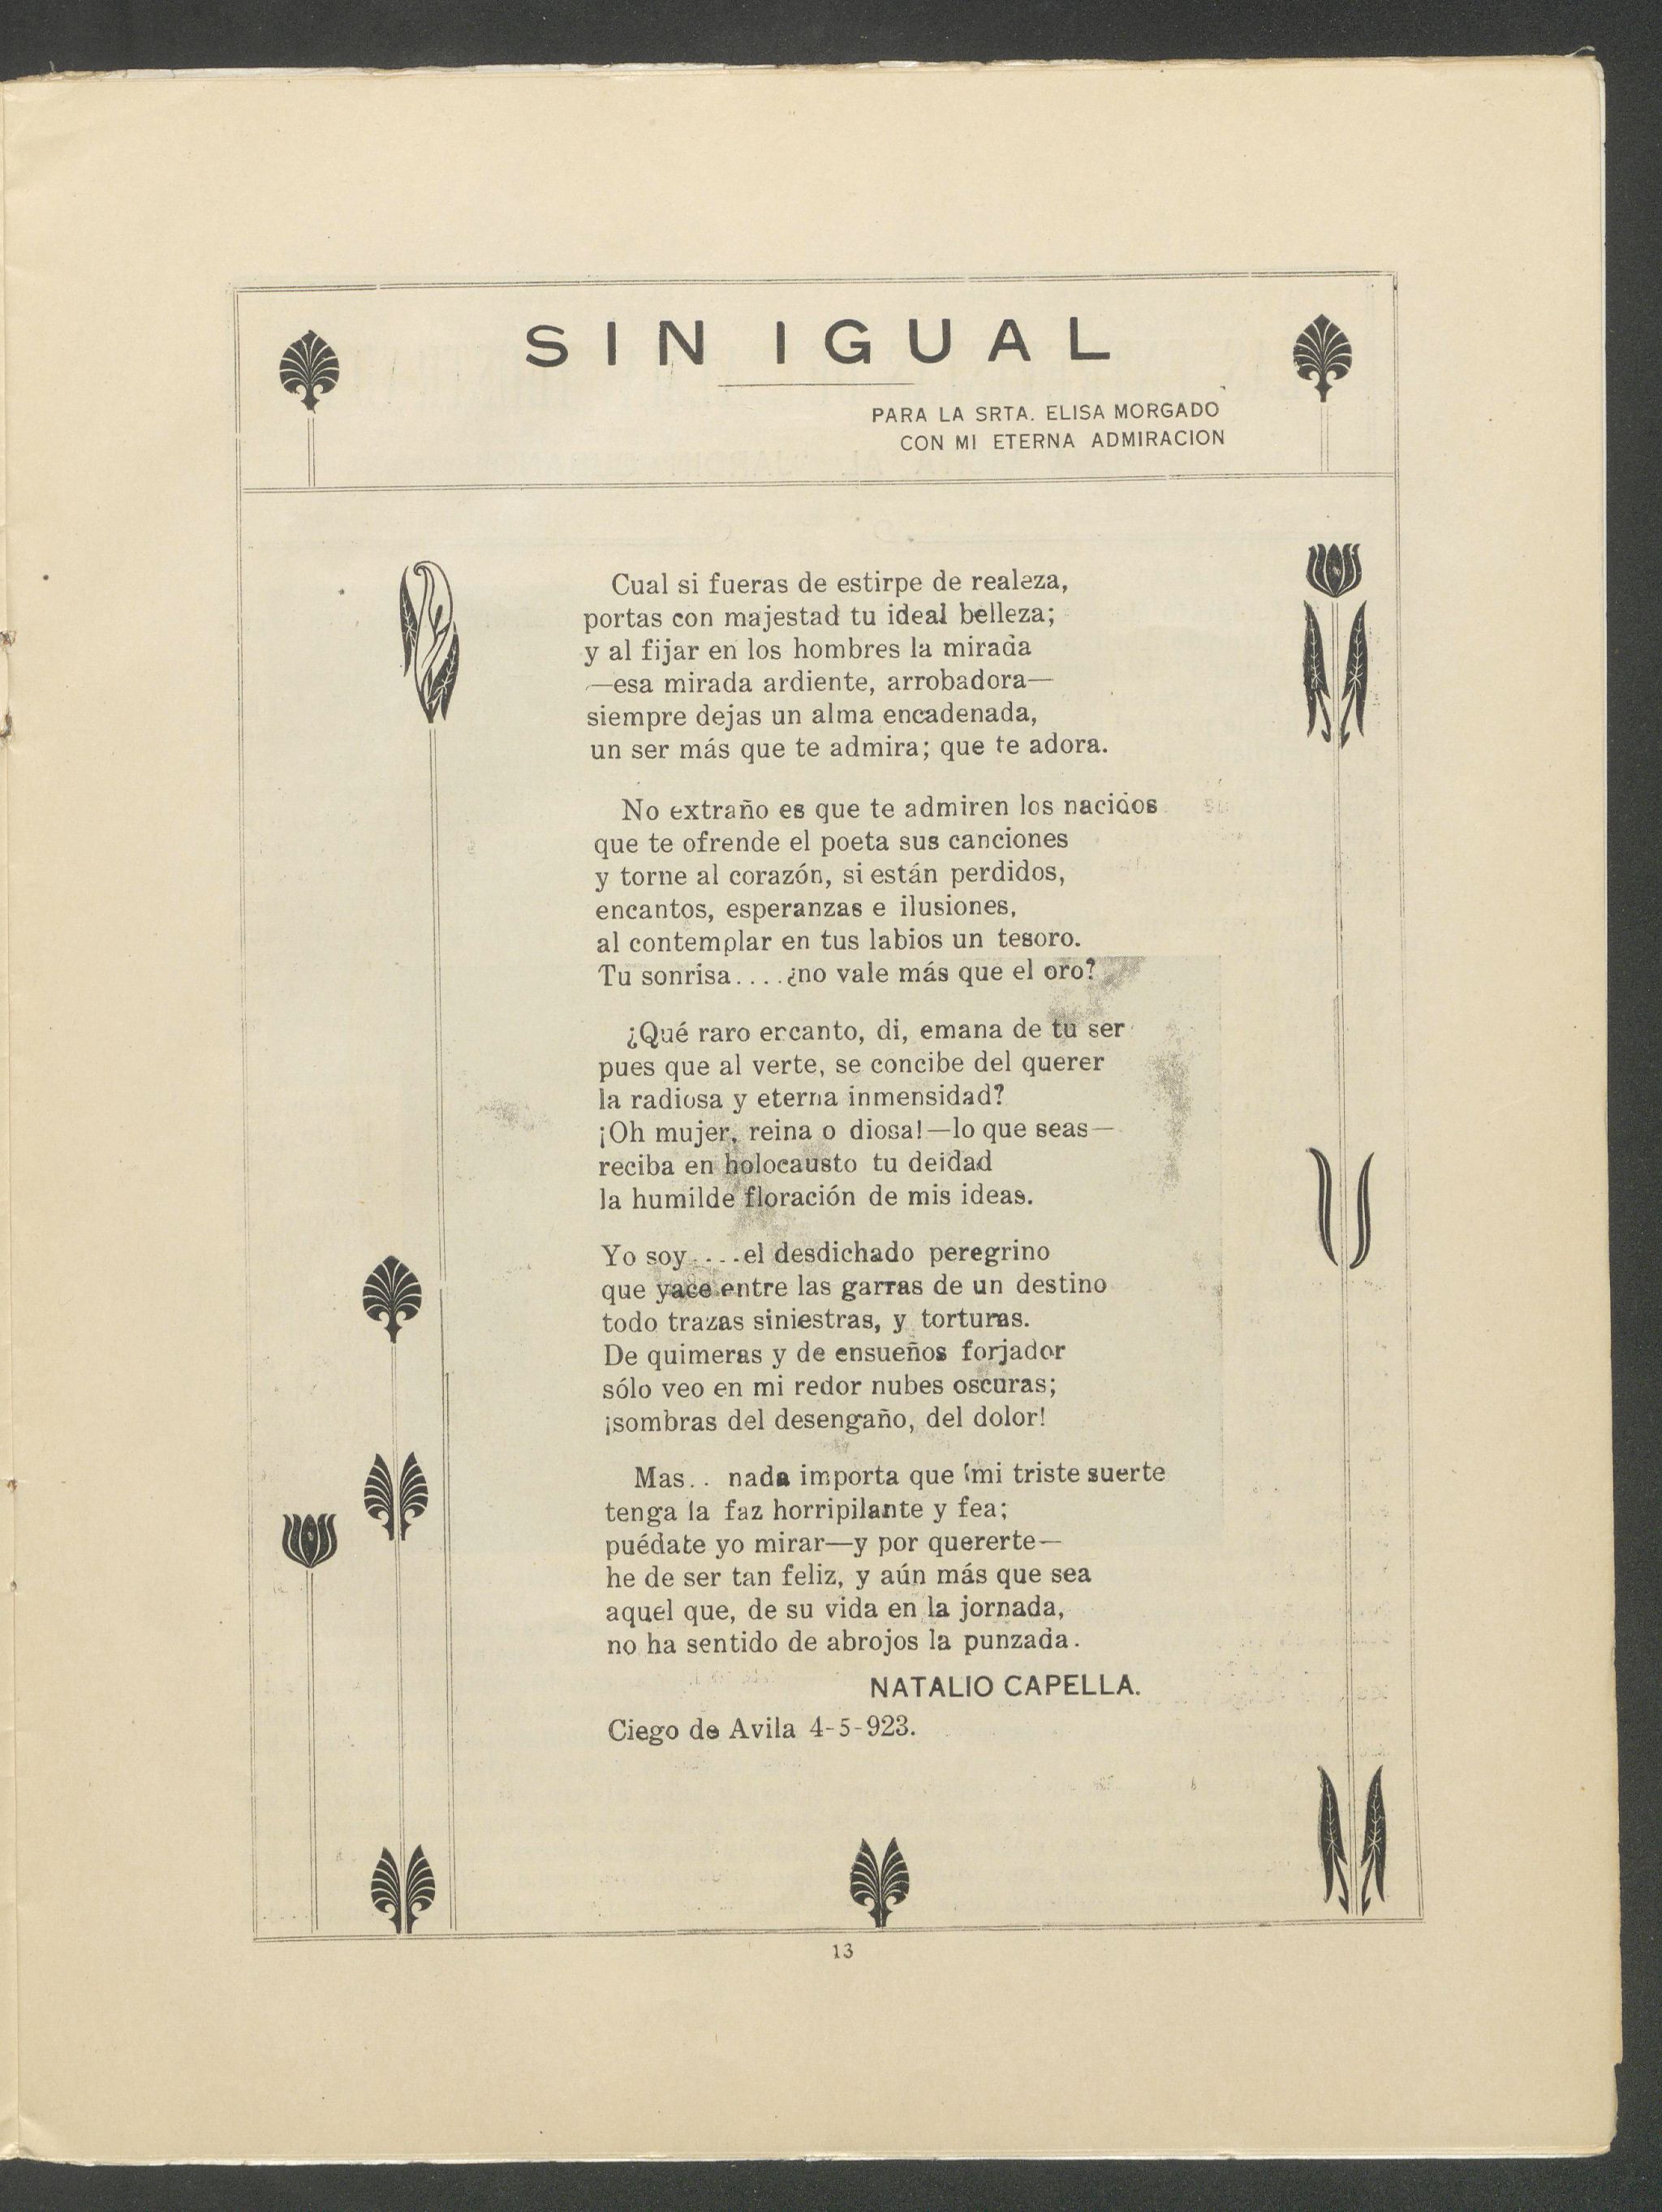 SIN IGUAL
PARA LA SRTA. ELISA MORGADO
CON MI ETERNA ADMIRACION
Cual si fueras de estirpe de realeza,
portas con majestad tu ideal belleza;
y al fijar en los hombres la mirada
—esa mirada ardiente, arrobadora—
siempre dejas un alma encadenada,
un ser más que te admira; que te adora.
No extraño es que te admiren los nacidos
que te ofrende el poeta sus canciones
y torne al corazón, si están perdidos,
encantos, esperanzas e ilusiones,
al contemplar en tus labios un tesoro.
Tu sonrisa....¿no vale más que el oro?
¿Qué raro encanto, di, emana de tu ser
pues que al verte, se concibe del querer
la radiosa y eterna inmensidad?
¡Oh mujer, reina o diosa!—lo que seas—
reciba en holocausto tu deidad
la humilde floración de mis ideas.
Yo soy....el desdichado peregrino
que yace entre las garras de un destino
todo trazas siniestras, y torturas.
De quimeras y de ensueños forjador
sólo veo en mi redor nubes oscuras;
¡sombras del desengaño, del dolor!
Mas.. nada importa que mi triste suerte
tenga la faz horripilante y fea;
puédate yo mirar—y por quererte—
he de ser tan feliz, y aún más que sea
aquel que, de su vida en la jornada,
no ha sentido de abrojos la punzada.
NATALIO CAPELLA.
Ciego de Avila 4-5-923.
13